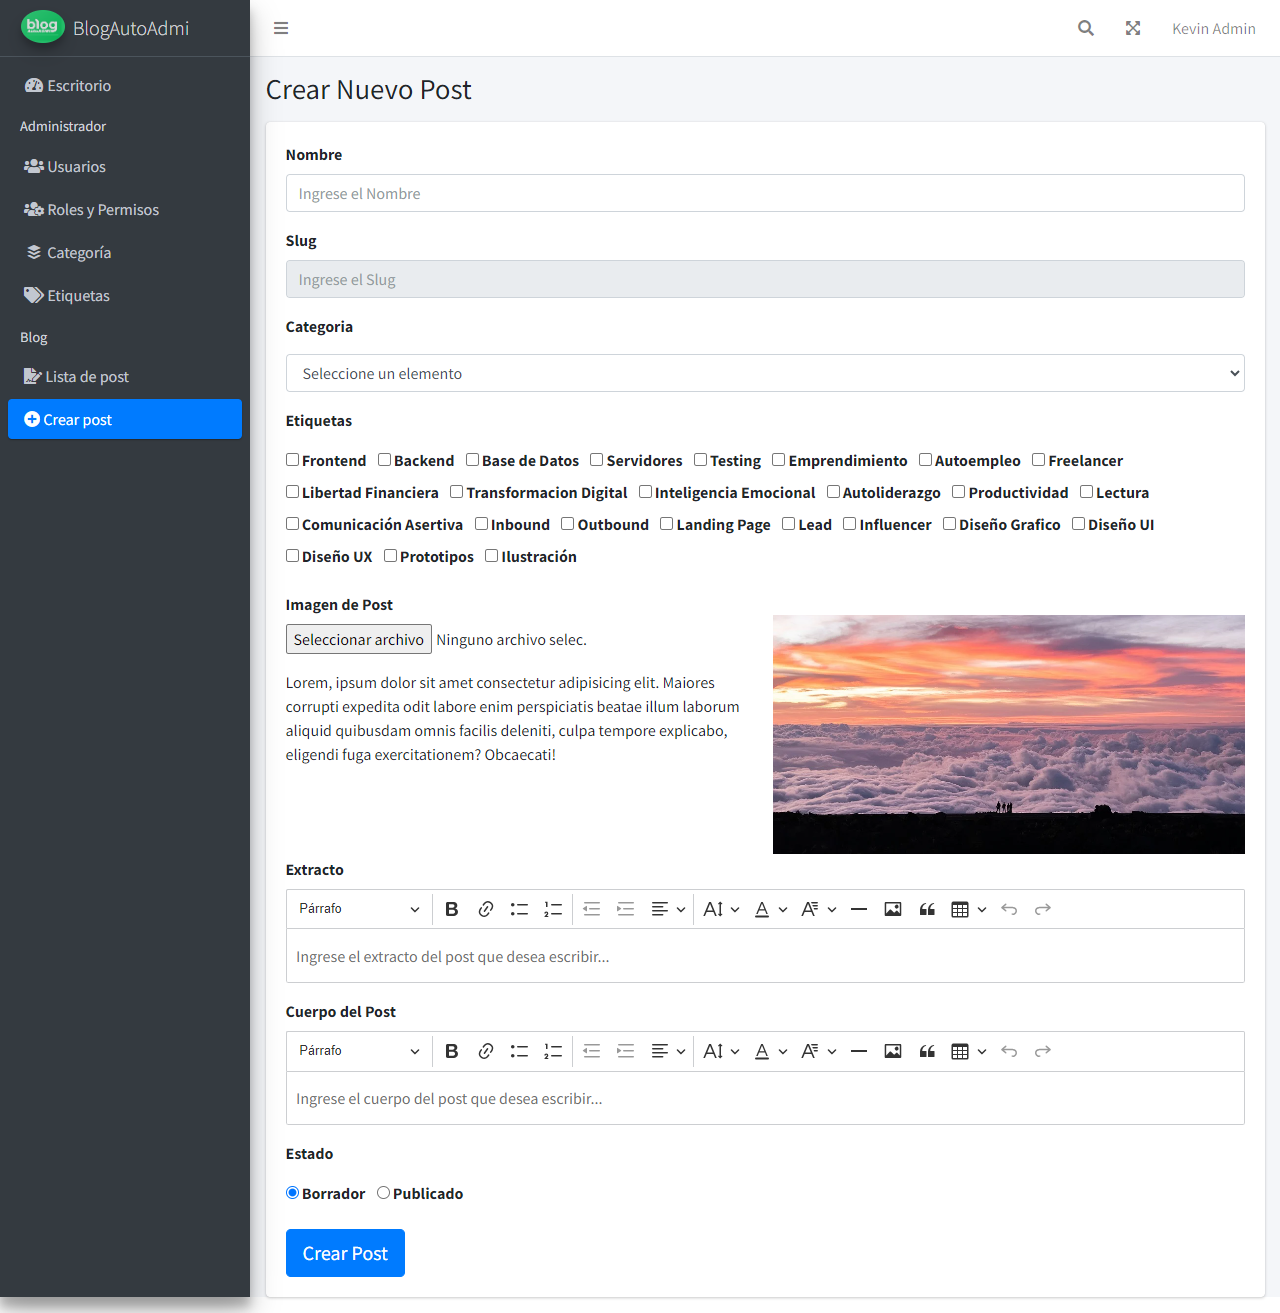 blog BlogAutoAdmi
Kevin Admin
Escritorio
Administrador
Usuarios
Roles y Permisos
Categoría
Etiquetas
Blog
Lista de post
Crear post
Crear Nuevo Post
Nombre
Ingrese el Nombre
Slug
Ingrese el Slug
Categoria
Seleccione un elemento
Etiquetas
Frontend Backend Base de Datos Servidores Testing Emprendimiento Autoempleo Freelancer
Libertad Financiera Transformacion Digital Inteligencia Emocional Autoliderazgo Productividad Lectura
Comunicación Asertiva Inbound Outbound Landing Page Lead Influencer Diseño Grafico Diseño UI
Diseño UX Prototipos Ilustración
Imagen de Post
Seleccionar archivo Ninguno archivo selec.
Lorem, ipsum dolor sit amet consectetur adipisicing elit. Maiores
corrupti expedita odit labore enim perspiciatis beatae illum laborum
aliquid quibusdam omnis facilis deleniti, culpa tempore explicabo,
eligendi fuga exercitationem? Obcaecati!
Extracto
Párrafo
Ingrese el extracto del post que desea escribir...
Cuerpo del Post
Párrafo
Ingrese el cuerpo del post que desea escribir...
Estado
Borrador Publicado
Crear Post